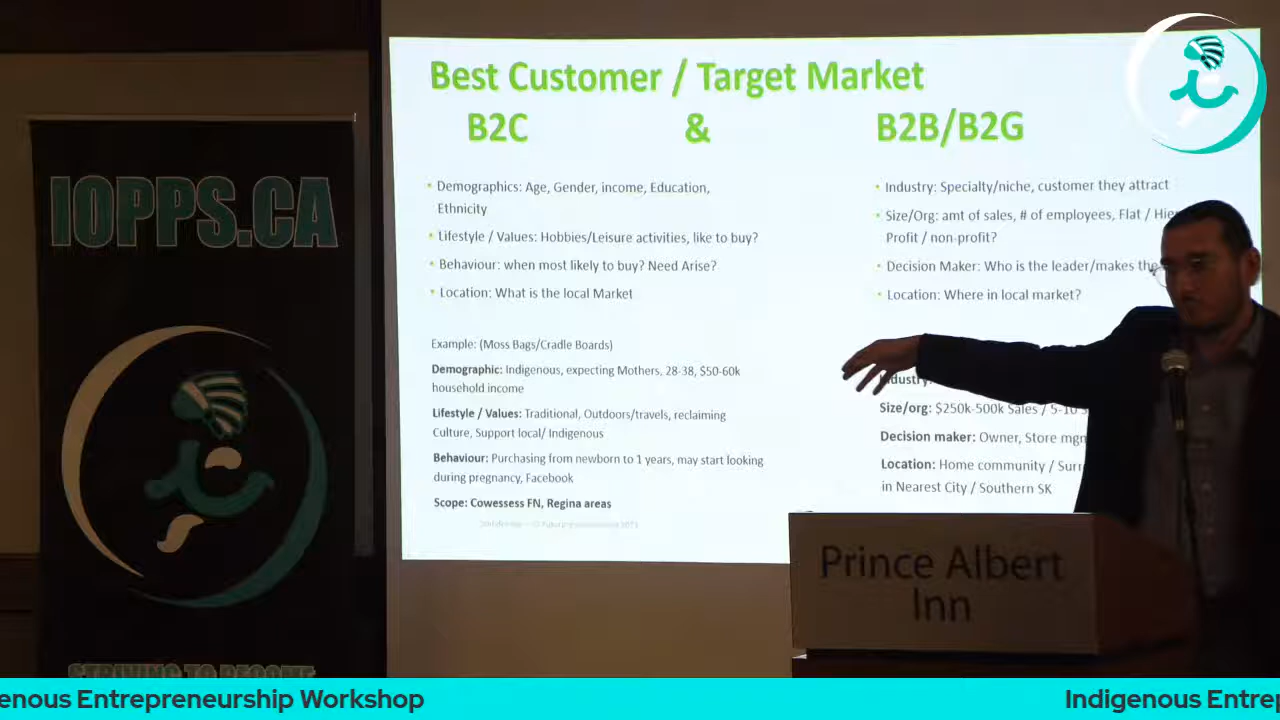 IOPPS.CA
STRIVING TO BECOME
Best Customer / Target Market
B2C & B2B/B2G
• Demographics: Age, Gender, income, Education,
Ethnicity
• Lifestyle / Values: Hobbies/Leisure activities, like to buy?
• Behaviour: when most likely to buy? Need Arise?
• Location: What is the local Market
Example: (Moss Bags/Cradle Boards)
Demographic: Indigenous, expecting Mothers, 28-38, $50-60k
household income
Lifestyle / Values: Traditional, Outdoors/travels, reclaiming
Culture, Support local/ Indigenous
Behaviour: Purchasing from newborn to 1 years, may start looking
during pregnancy, Facebook
Scope: Cowessess FN, Regina areas
• Industry: Specialty/niche, customer they attract
• Size/Org: amt of sales, # of employees, Flat /
Profit / non-profit?
• Decision Maker: Who is the leader/makes the
• Location: Where in local market?
Industry:
Size/org: $250k-500k Sales / 5-10
Decision maker: Owner, Store
Location: Home community /
in Nearest City / Southern SK
Prince Albert
Inn
enous Entrepreneurship Workshop
Indigenous Entrep